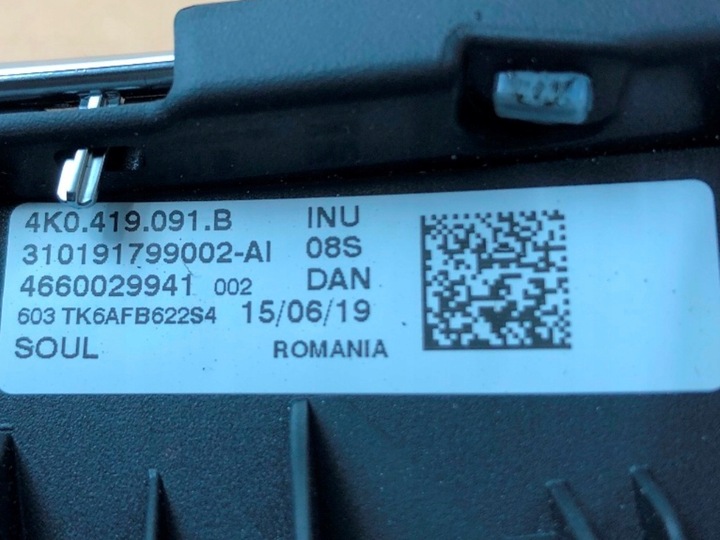 4K0.419.091.B INU
310191799002-AI 08S
4660029941 002 DAN
603 TK6AFB622S4 15/06/19
SOUL ROMANIA